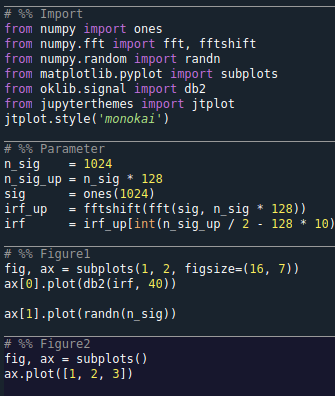 # %% Import
from numpy import ones
from numpy.fft import fft, fftshift
from numpy.random import randn
from matplotlib.pyplot import subplots
from oklib.signal import db2
from jupyterthemes import jtplot
jtplot.style('monokai')
# %% Parameter
n_sig    = 1024
n_sig_up = n_sig * 128
sig      = ones(1024)
irf_up   = fftshift(fft(sig, n_sig * 128))
irf      = irf_up[int(n_sig_up / 2 - 128 * 10)
# %% Figure1
fig, ax = subplots(1, 2, figsize=(16, 7))
ax[0].plot(db2(irf, 40))
ax[1].plot(randn(n_sig))
# %% Figure2
fig, ax = subplots()
ax.plot([1, 2, 3])